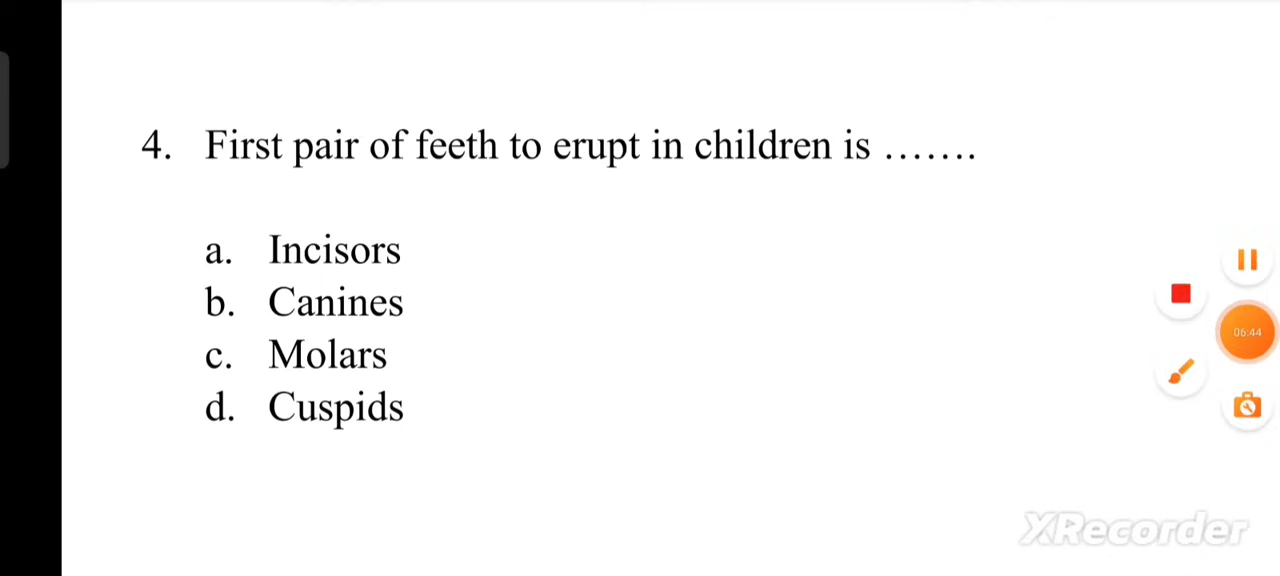 4. First pair of feeth to erupt in children is .......
a. Incisors
b. Canines
c. Molars
d. Cuspids
06:44
XRecorder